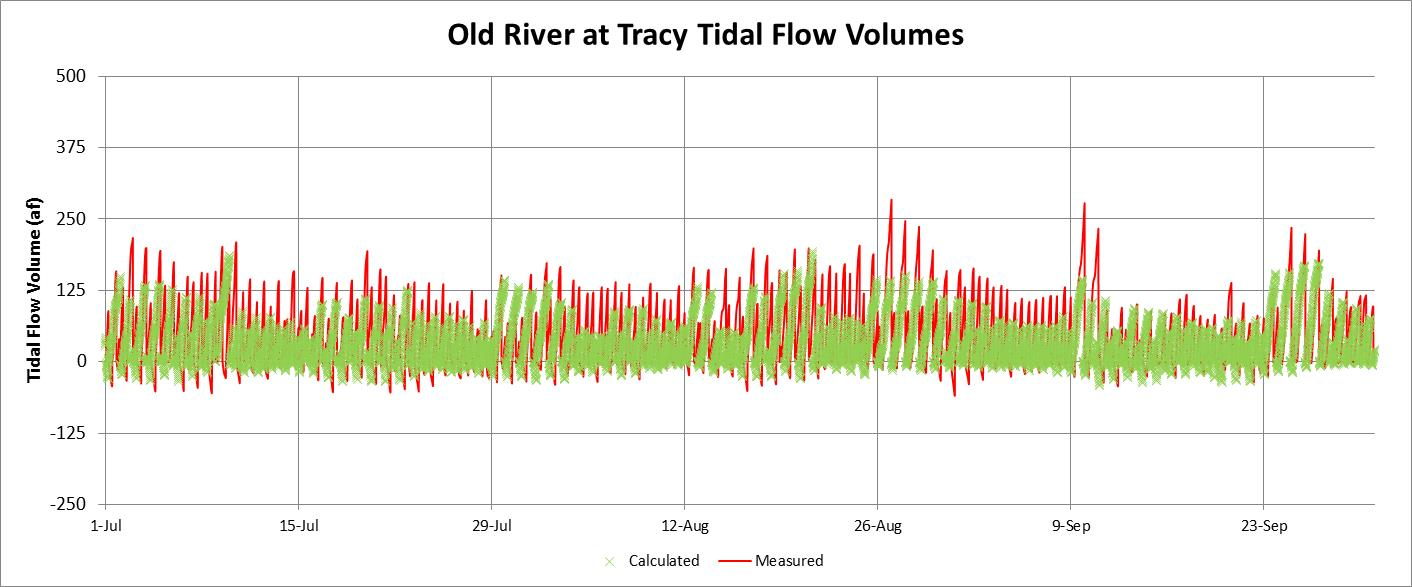 Old River at Tracy Tidal Flow Volumes
Tidal Flow Volume (af)
500
375
250
125
0
-125
-250
1-Jul 15-Jul 29-Jul 12-Aug 26-Aug 9-Sep 23-Sep
Calculated Measured